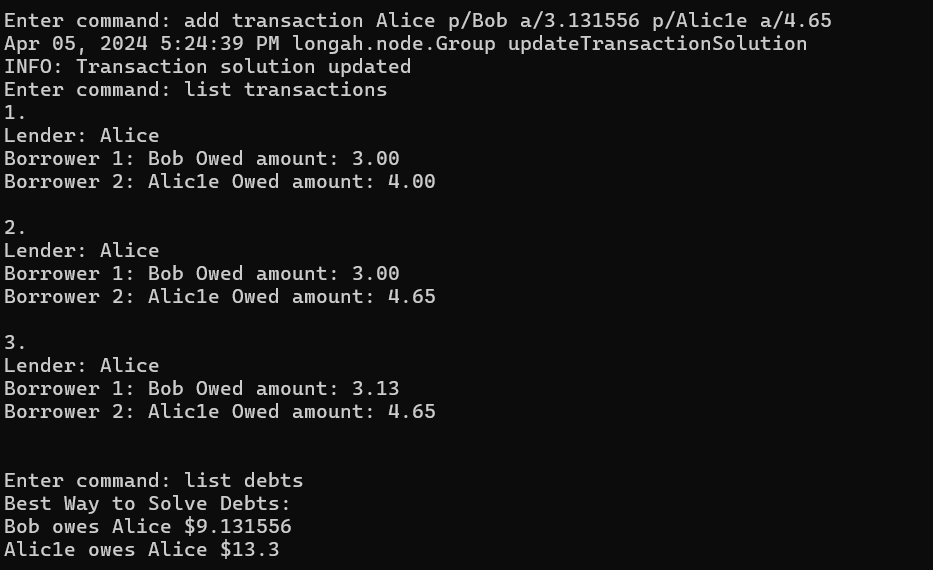 Enter command: add transaction Alice p/Bob a/3.131556 p/Alic1e a/4.65
Apr 05, 2024 5:24:39 PM longah.node.Group updateTransactionSolution
INFO: Transaction solution updated
Enter command: list transactions
1.
Lender: Alice
Borrower 1: Bob Owed amount: 3.00
Borrower 2: Alic1e Owed amount: 4.00
2.
Lender: Alice
Borrower 1: Bob Owed amount: 3.00
Borrower 2: Alic1e Owed amount: 4.65
3.
Lender: Alice
Borrower 1: Bob Owed amount: 3.13
Borrower 2: Alic1e Owed amount: 4.65
Enter command: list debts
Best Way to Solve Debts:
Bob owes Alice $9.131556
Alic1e owes Alice $13.3